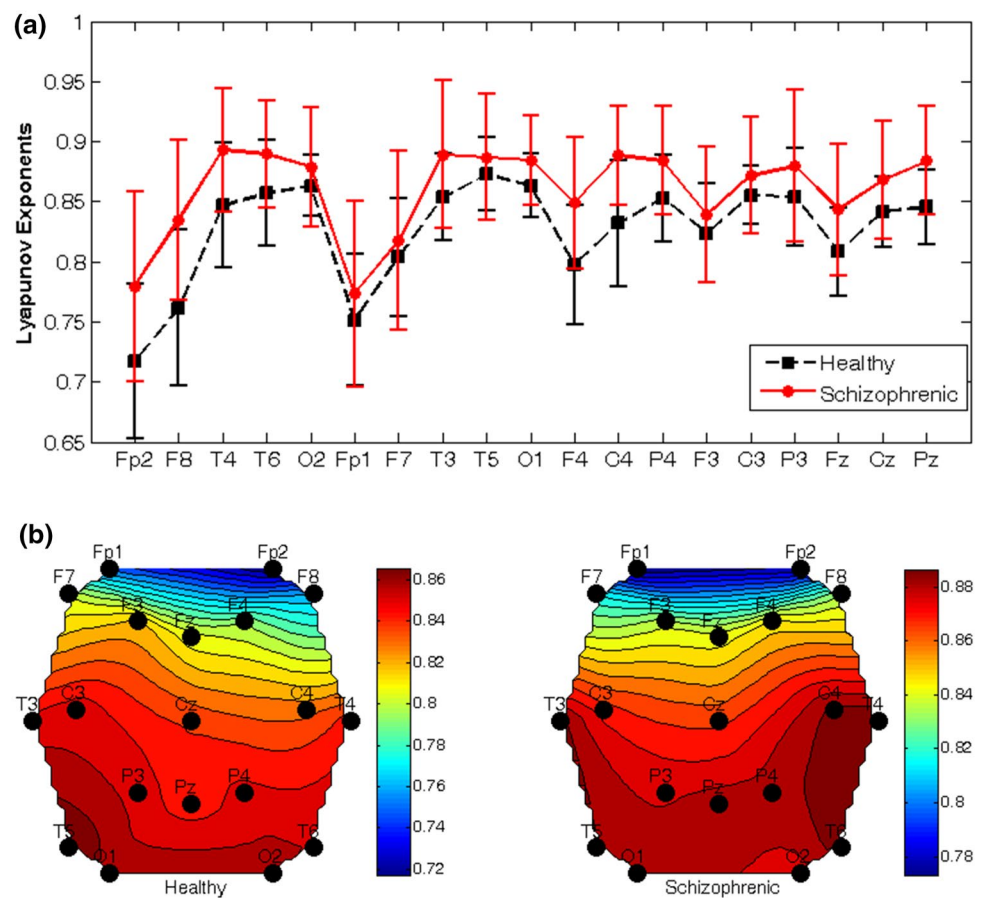 (a)
Lyapunov Exponents
1
0.95
0.9
0.85
0.8
0.75
0.7
0.65
Healthy
Schizophrenic
Fp2 F8 T4 T6 O2 Fp1 F7 T3 T5 O1 F4 C4 P4 F3 C3 P3 Fz Cz Pz
(b)
Fp1 Fp2
F7 F8
F3 F4
Fz
T3 C3 Cz C4 T4
P3 Pz P4
T5 T6
O1 O2
Healthy
0.86
0.84
0.82
0.8
0.78
0.76
0.74
0.72
Fp1 Fp2
F7 F8
F3 F4
Fz
T3 C3 Cz C4 T4
P3 Pz P4
T5 T6
O1 O2
Schizophrenic
0.88
0.86
0.84
0.82
0.8
0.78